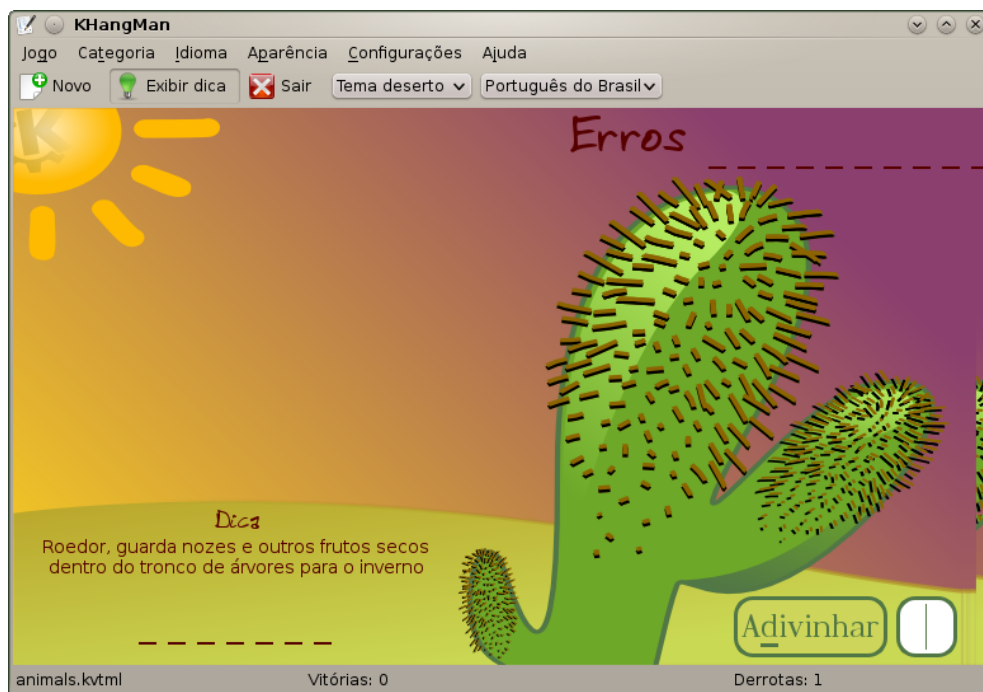 KHangMan
Jogo Categoria Idioma Aparência Configurações Ajuda
Novo Exibir dica Sair Tema deserto Português do Brasil
K
Erros
Dica
Roedor, guarda nozes e outros frutos secos
dentro do tronco de árvores para o inverno
Adivinhar
animals.kvtml Vitórias: 0 Derrotas: 1